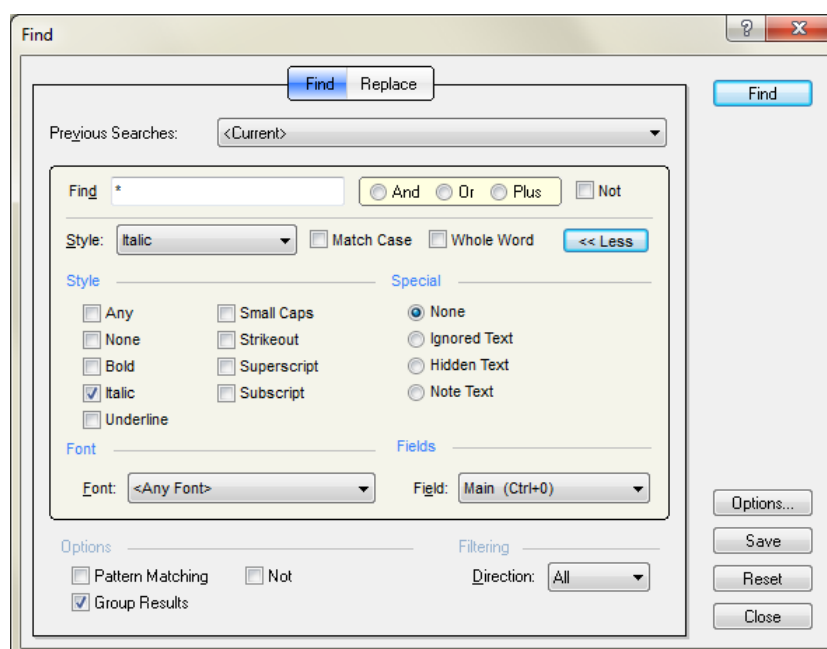 Find
Find Replace
Find
Previous Searches: <Current>
Find * And Or Plus Not
Style: Italic Match Case Whole Word << Less
Style Special
Any Small Caps None
None Strikeout Ignored Text
Bold Superscript Hidden Text
Italic Subscript Note Text
Underline
Font Fields
Font: <Any Font> Field: Main (Ctrl+0)
Options...
Options Filtering
Save
Pattern Matching Not Direction: All
Reset
Group Results
Close